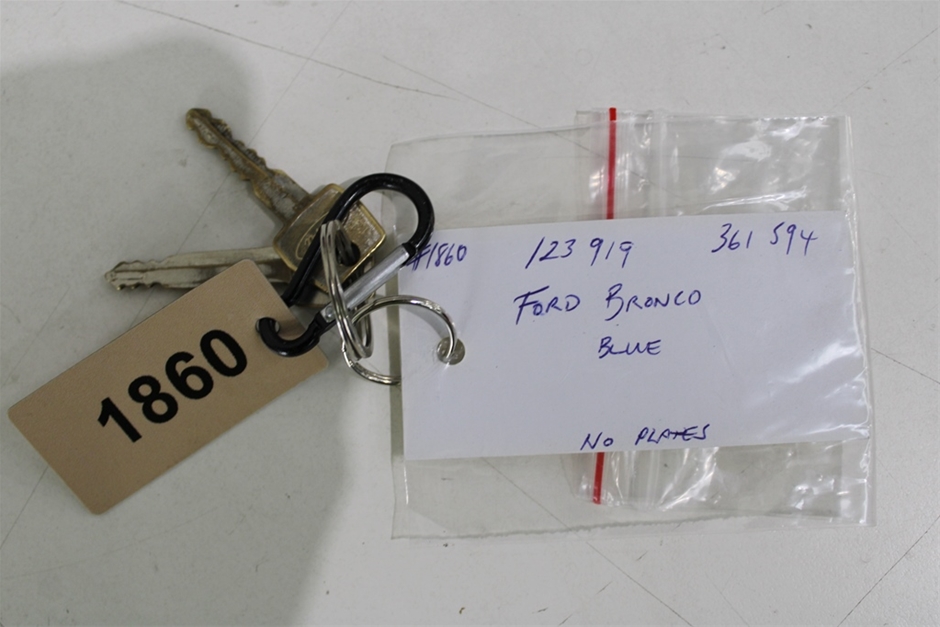 #1860 123 919 361 594
FORD BRONCO
BLUE
NO PLATES
1860